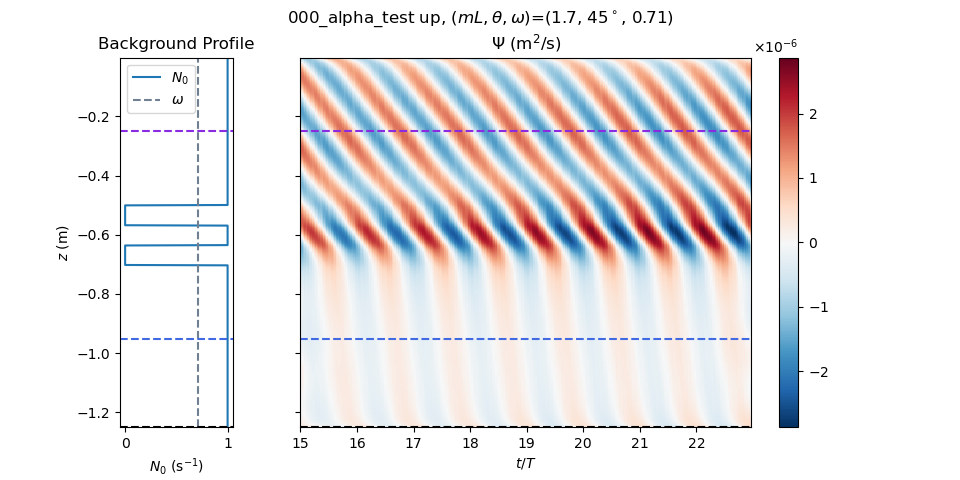 000_alpha_test up, (mL, θ, ω)=(1.7, 45°, 0.71)
Background Profile
Ψ (m²/s)
×10⁻⁶
N₀
ω
−0.2
−0.4
−0.6
−0.8
−1.0
−1.2
z (m)
0 1
N₀ (s⁻¹)
15 16 17 18 19 20 21 22
t/T
2
1
0
−1
−2